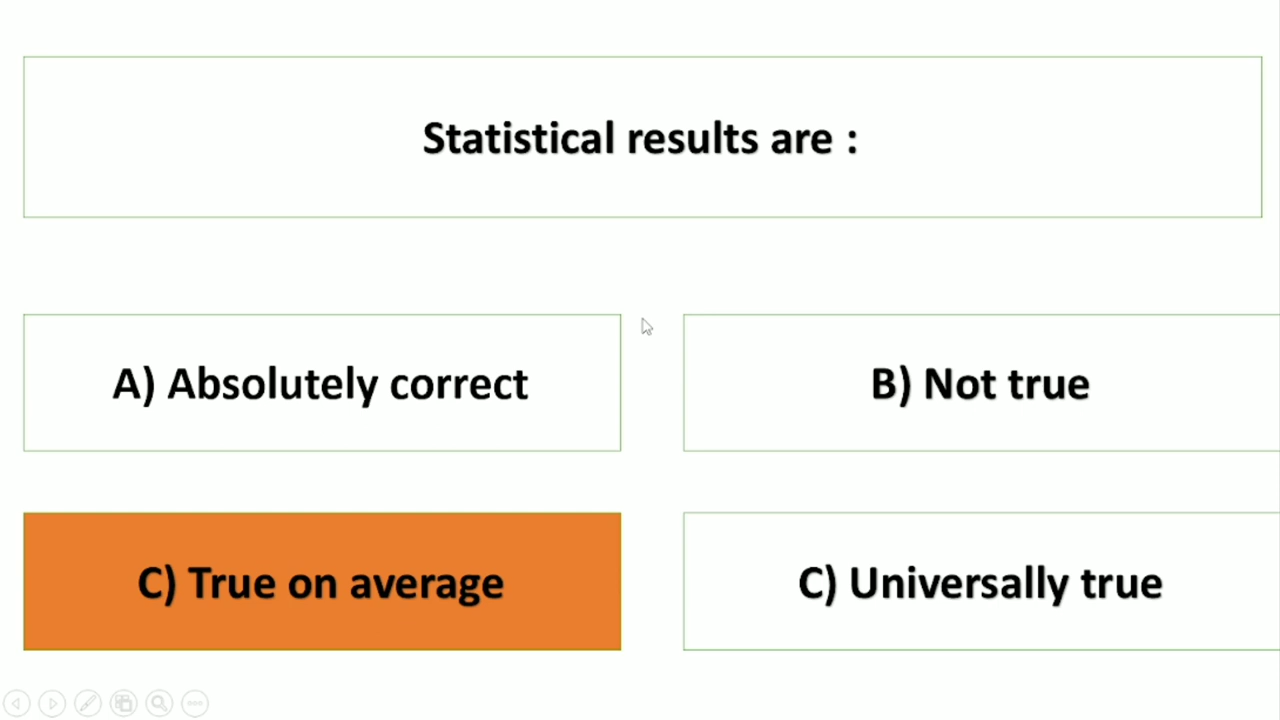 Statistical results are :
A) Absolutely correct
B) Not true
C) True on average
C) Universally true